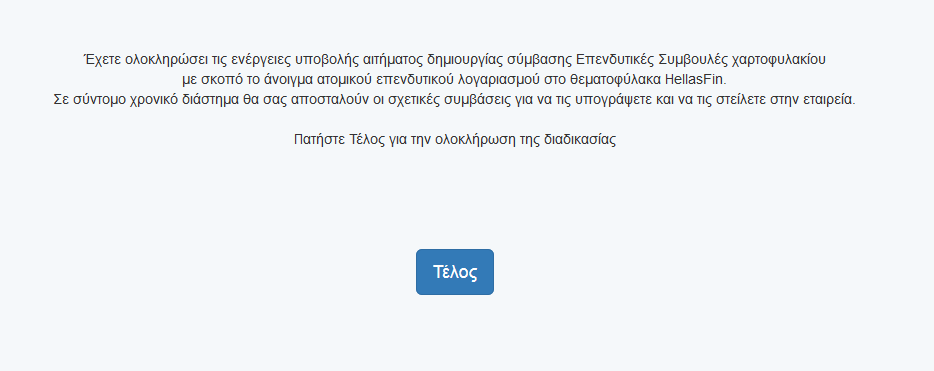 Έχετε ολοκληρώσει τις ενέργειες υποβολής αιτήματος δημιουργίας σύμβασης Επενδυτικές Συμβουλές χαρτοφυλακίου
με σκοπό το άνοιγμα ατομικού επενδυτικού λογαριασμού στο θεματοφύλακα HellasFin.
Σε σύντομο χρονικό διάστημα θα σας αποσταλούν οι σχετικές συμβάσεις για να τις υπογράψετε και να τις στείλετε στην εταιρεία.
Πατήστε Τέλος για την ολοκλήρωση της διαδικασίας
Τέλος